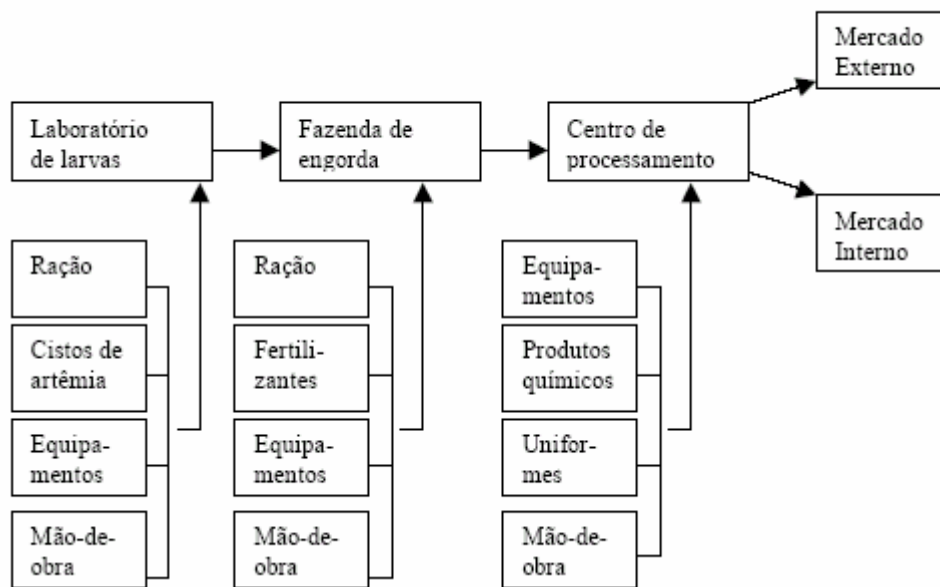 Mercado
Externo
Laboratório
de larvas
Fazenda de
engorda
Centro de
processamento
Mercado
Interno
Ração
Cistos de
artêmia
Equipa-
mentos
Mão-de-
obra
Ração
Fertili-
zantes
Equipa-
mentos
Mão-de-
obra
Equipa-
mentos
Produtos
químicos
Unifor-
mes
Mão-de-
obra